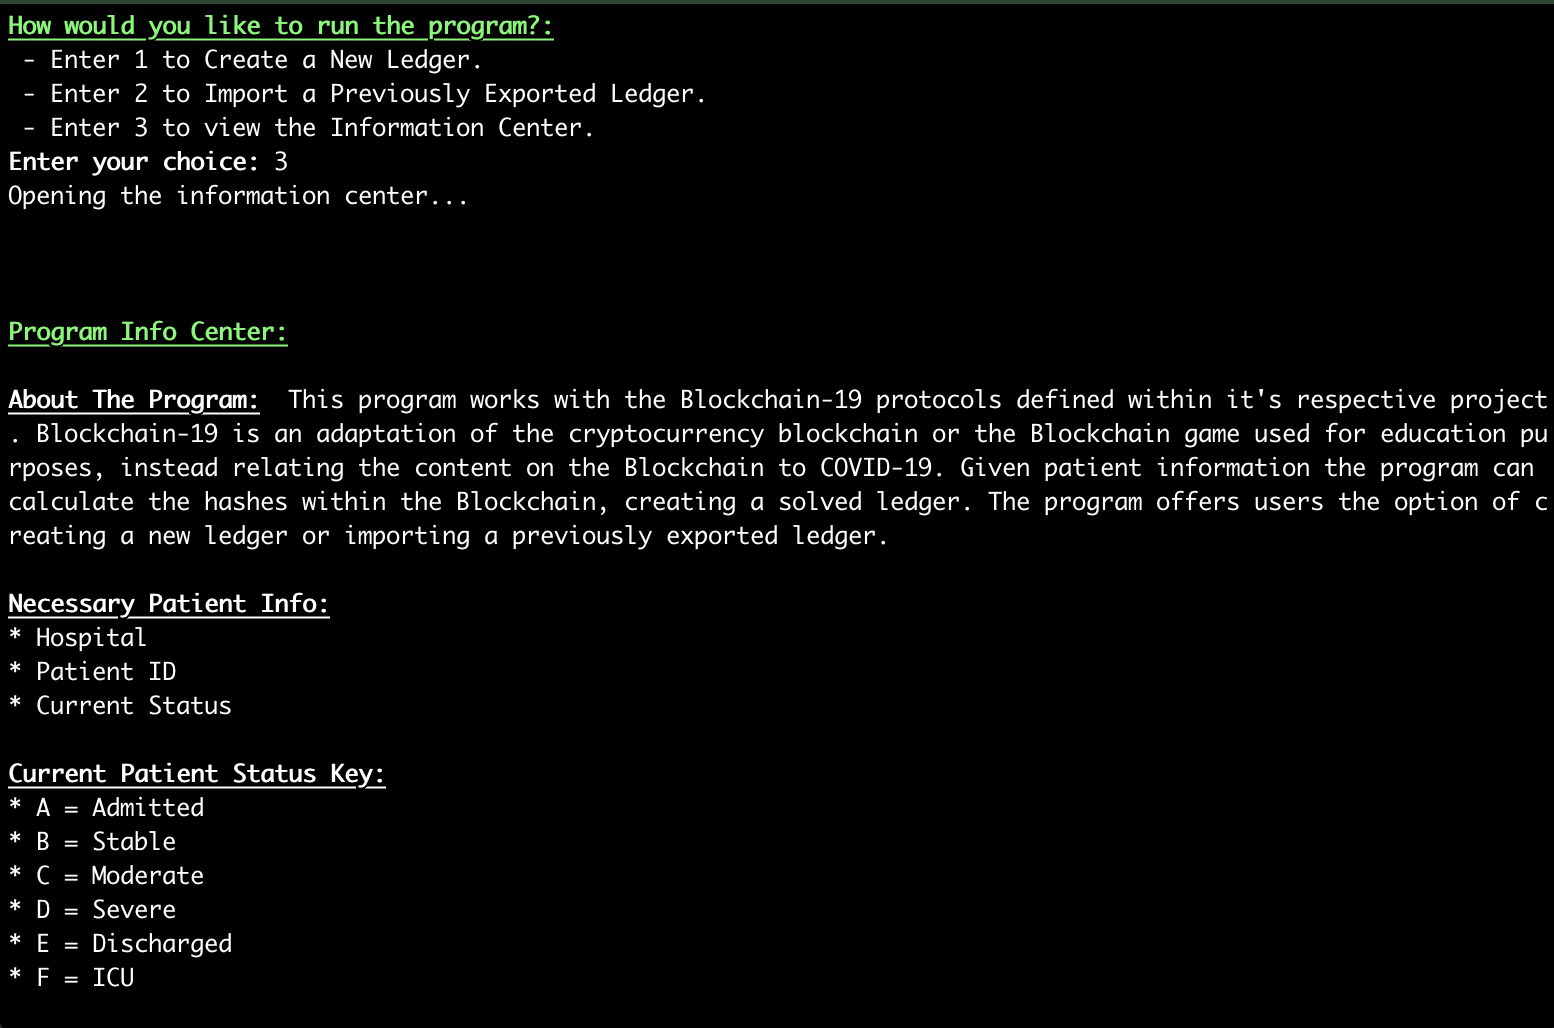 How would you like to run the program?:
- Enter 1 to Create a New Ledger.
- Enter 2 to Import a Previously Exported Ledger.
- Enter 3 to view the Information Center.
Enter your choice: 3
Opening the information center...
Program Info Center:
About The Program:  This program works with the Blockchain-19 protocols defined within it's respective project
. Blockchain-19 is an adaptation of the cryptocurrency blockchain or the Blockchain game used for education pu
rposes, instead relating the content on the Blockchain to COVID-19. Given patient information the program can
calculate the hashes within the Blockchain, creating a solved ledger. The program offers users the option of c
reating a new ledger or importing a previously exported ledger.
Necessary Patient Info:
* Hospital
* Patient ID
* Current Status
Current Patient Status Key:
* A = Admitted
* B = Stable
* C = Moderate
* D = Severe
* E = Discharged
* F = ICU